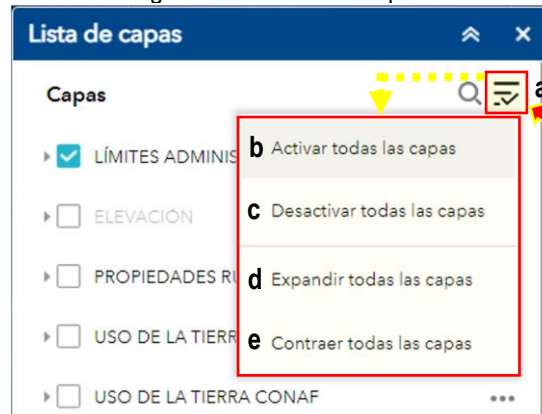 Lista de capas
Capas
a
LÍMITES ADMINIS
b Activar todas las capas
ELEVACIÓN
c Desactivar todas las capas
PROPIEDADES RU
d Expandir todas las capas
USO DE LA TIERR
e Contraer todas las capas
USO DE LA TIERRA CONAF